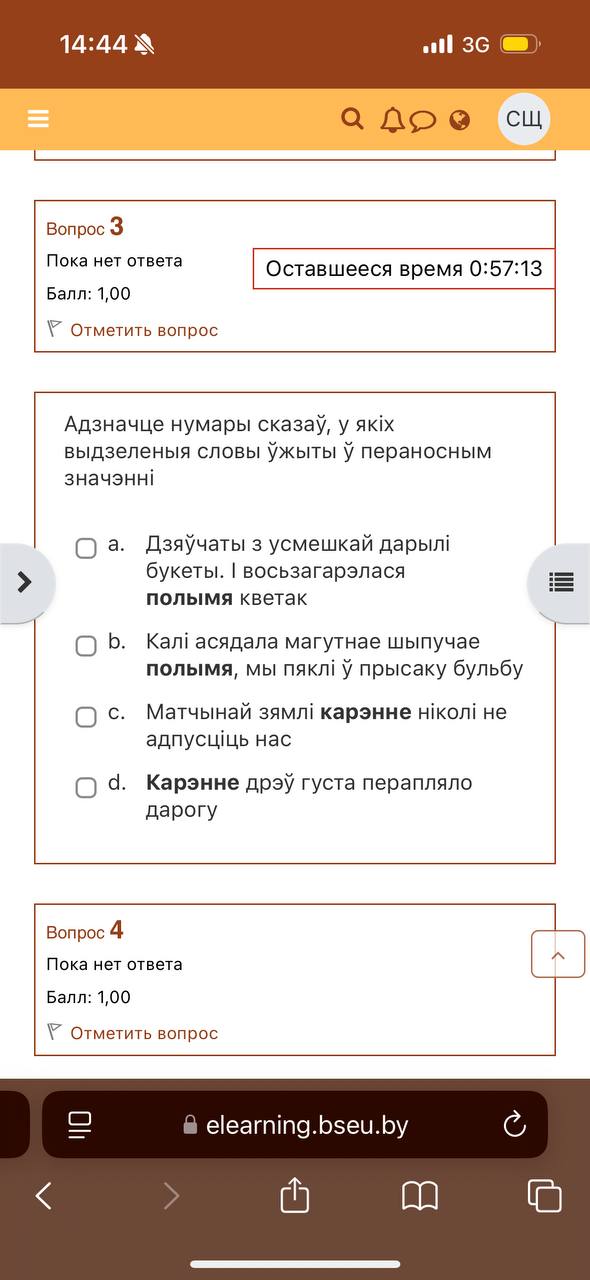 14:44
3G
СЩ
Вопрос 3
Пока нет ответа
Оставшееся время 0:57:13
Балл: 1,00
Отметить вопрос
Адзначце нумары сказаў, у якіх
выдзеленыя словы ўжыты ў пераносным
значэнні
a. Дзяўчаты з усмешкай дарылі
букеты. І восьзагарэлася
полымя кветак
b. Калі асядала магутнае шыпучае
полымя, мы пяклі ў прысаку бульбу
c. Матчынай зямлі карэнне ніколі не
адпусціць нас
d. Карэнне дрэў густа перапляло
дарогу
Вопрос 4
Пока нет ответа
Балл: 1,00
Отметить вопрос
elearning.bseu.by